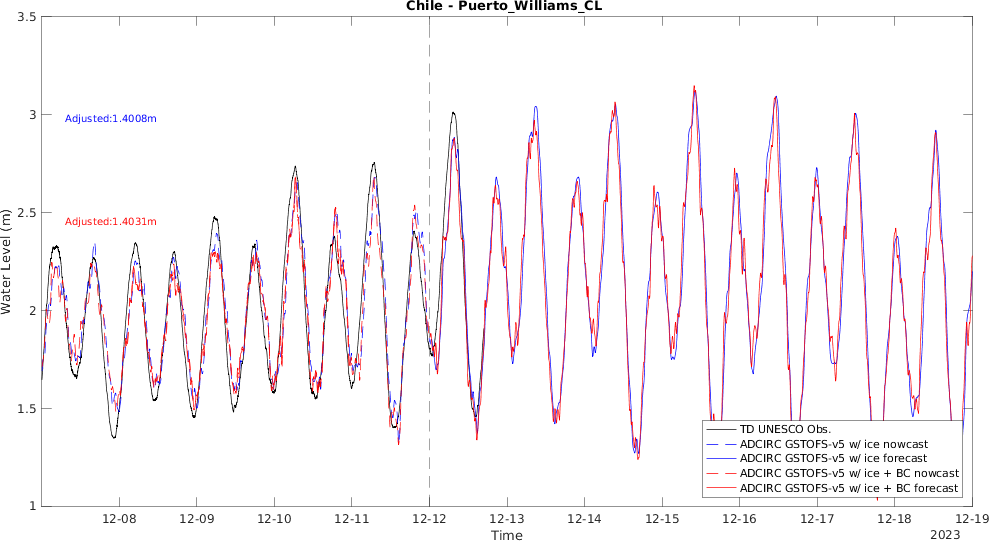 Chile - Puerto_Williams_CL
3.5
3
2.5
2
1.5
1
Water Level (m)
Adjusted:1.4008m
Adjusted:1.4031m
TD UNESCO Obs.
ADCIRC GSTOFS-v5 w/ ice nowcast
ADCIRC GSTOFS-v5 w/ ice forecast
ADCIRC GSTOFS-v5 w/ ice + BC nowcast
ADCIRC GSTOFS-v5 w/ ice + BC forecast
12-08 12-09 12-10 12-11 12-12 12-13 12-14 12-15 12-16 12-17 12-18 12-19
Time
2023